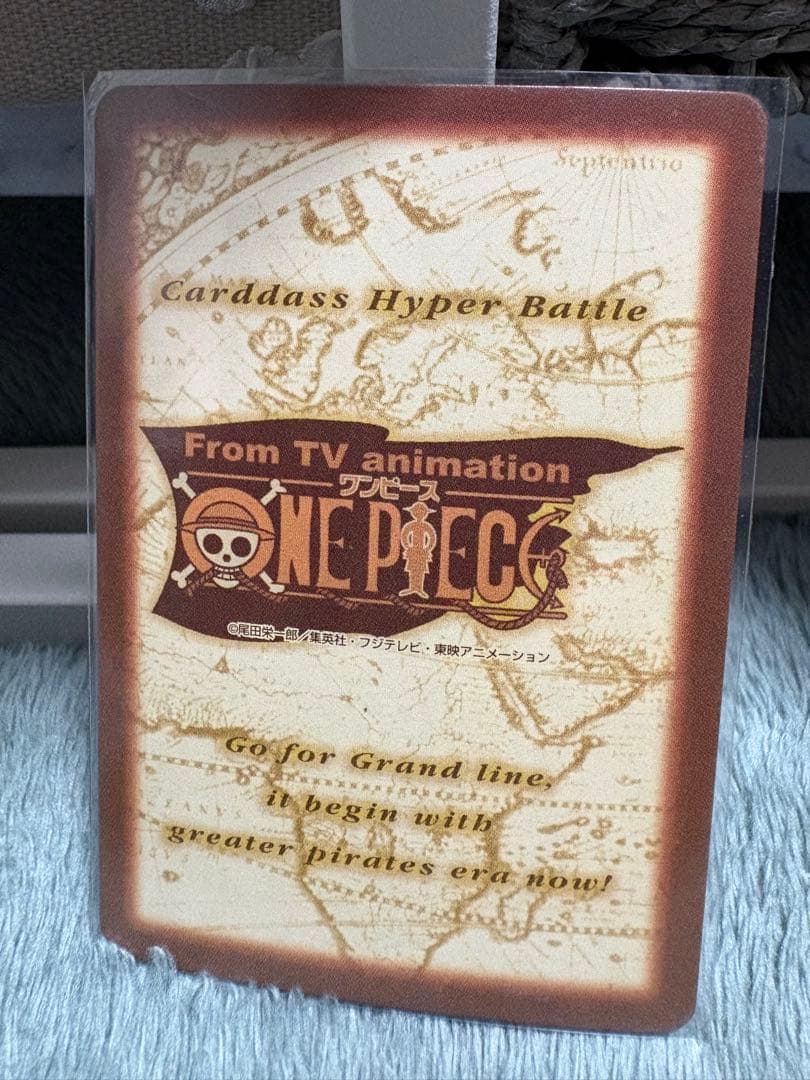 Septentrio
Carddass Hyper Battle
From TV animation
ワンピース
ONE PIECE
©尾田栄一郎／集英社・フジテレビ・東映アニメーション
Go for Grand line,
it begin with
greater pirates era now!